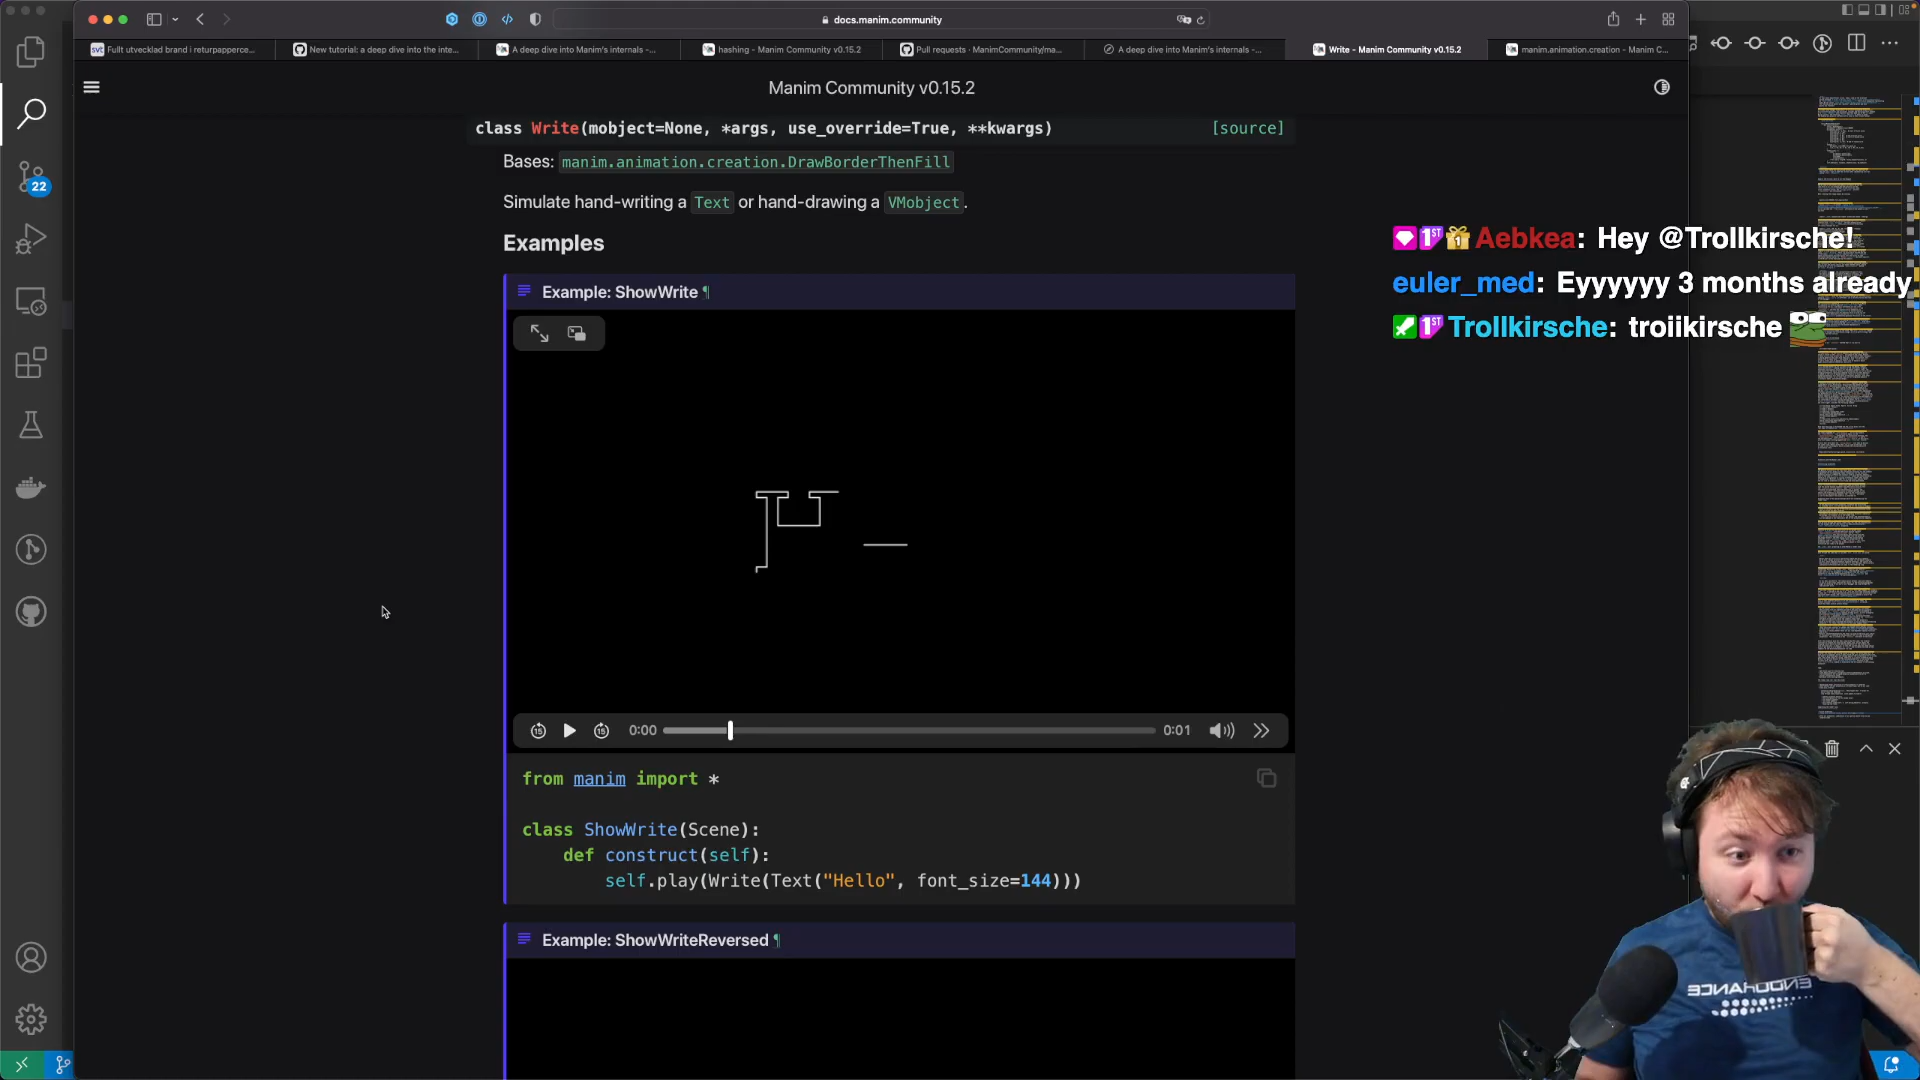 docs.manim.community
Fullt utvecklad brand i returpapperce...
New tutorial: a deep dive into the inte...
A deep dive into Manim's internals -...
hashing - Manim Community v0.15.2
Pull requests · ManimCommunity/ma...
A deep dive into Manim's internals -...
Write - Manim Community v0.15.2
manim.animation.creation - Manim C...
Manim Community v0.15.2
class Write(mobject=None, *args, use_override=True, **kwargs)
[source]
Bases: manim.animation.creation.DrawBorderThenFill
Simulate hand-writing a Text or hand-drawing a VMobject.
Examples
Example: ShowWrite ¶
0:00
0:01
from manim import *
class ShowWrite(Scene):
def construct(self):
self.play(Write(Text("Hello", font_size=144)))
Example: ShowWriteReversed ¶
22
Aebkea: Hey @Trollkirsche!
euler_med: Eyyyyyy 3 months already
Trollkirsche: troiikirsche
ENDURANCE